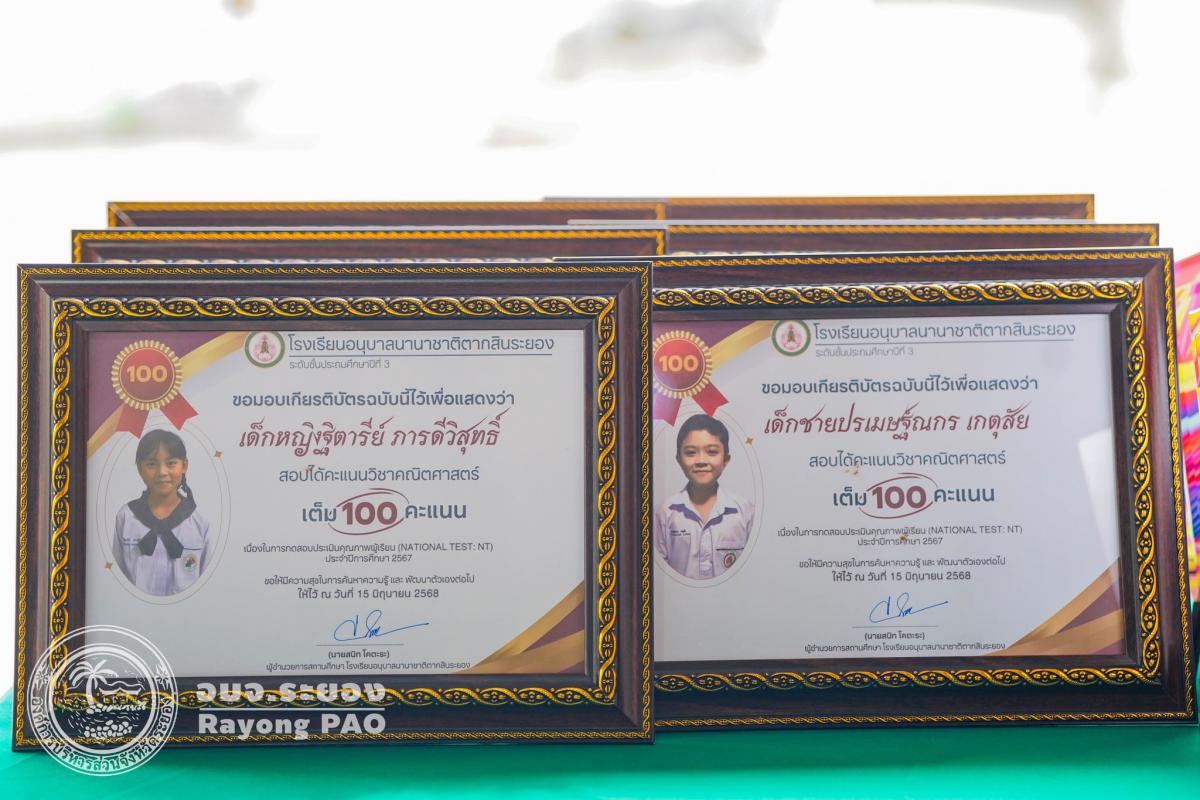 100
โรงเรียนอนุบาลนานาชาติตากสินระยอง
ระดับชั้นประถมศึกษาปีที่ 3
ขอมอบเกียรติบัตรฉบับนี้ไว้เพื่อแสดงว่า
เด็กหญิงฐิตารีย์ ภารดีวิสุทธิ์
สอบได้คะแนนวิชาคณิตศาสตร์
เต็ม 100 คะแนน
เนื่องในการทดสอบประเมินคุณภาพผู้เรียน (NATIONAL TEST: NT)
ประจำปีการศึกษา 2567
ขอให้มีความสุขในการค้นหาความรู้ และ พัฒนาตัวเองต่อไป
ให้ไว้ ณ วันที่ 15 มิถุนายน 2568
(นายสนิท โคตะระ)
ผู้อำนวยการสถานศึกษา โรงเรียนอนุบาลนานาชาติตากสินระยอง
100
โรงเรียนอนุบาลนานาชาติตากสินระยอง
ระดับชั้นประถมศึกษาปีที่ 3
ขอมอบเกียรติบัตรฉบับนี้ไว้เพื่อแสดงว่า
เด็กชายปรเมษฐ์ณกร เกตุสัย
สอบได้คะแนนวิชาคณิตศาสตร์
เต็ม 100 คะแนน
เนื่องในการทดสอบประเมินคุณภาพผู้เรียน (NATIONAL TEST: NT)
ประจำปีการศึกษา 2567
ขอให้มีความสุขในการค้นหาความรู้ และ พัฒนาตัวเองต่อไป
ให้ไว้ ณ วันที่ 15 มิถุนายน 2568
(นายสนิท โคตะระ)
ผู้อำนวยการสถานศึกษา โรงเรียนอนุบาลนานาชาติตากสินระยอง
องค์การบริหารส่วนจังหวัดระยอง
อบจ.ระยอง
Rayong PAO